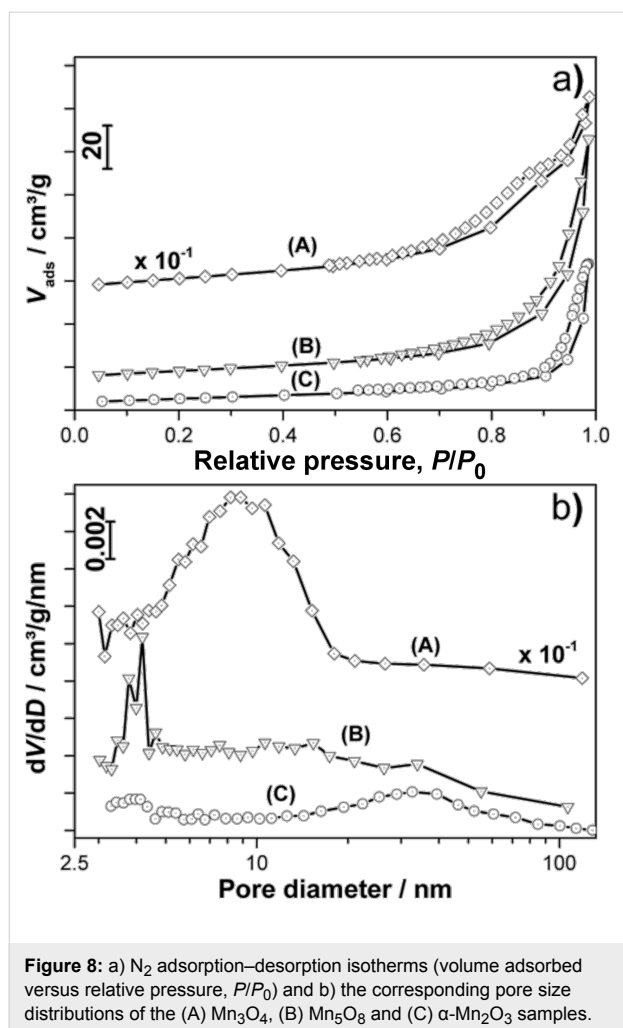 a)
20
(A)
x 10⁻¹
(B)
(C)
V_ads / cm³/g
0.0 0.2 0.4 0.6 0.8 1.0
Relative pressure, P/P₀
b)
0.002
(A)
x 10⁻¹
(B)
(C)
dV/dD / cm³/g/nm
2.5 10 100
Pore diameter / nm
Figure 8: a) N₂ adsorption–desorption isotherms (volume adsorbed
versus relative pressure, P/P₀) and b) the corresponding pore size
distributions of the (A) Mn₃O₄, (B) Mn₅O₈ and (C) α-Mn₂O₃ samples.